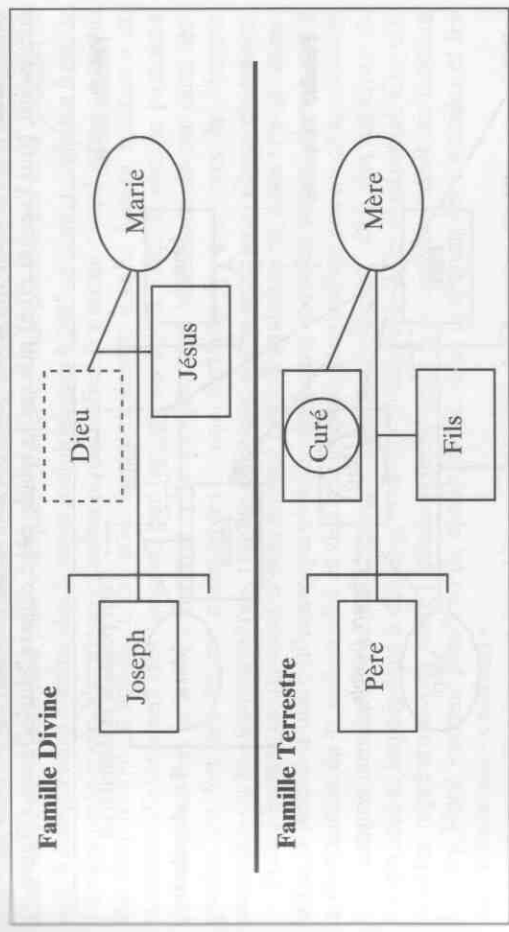 Famille Divine
Dieu
Marie
Joseph
Jésus
Famille Terrestre
Curé
Mère
Père
Fils